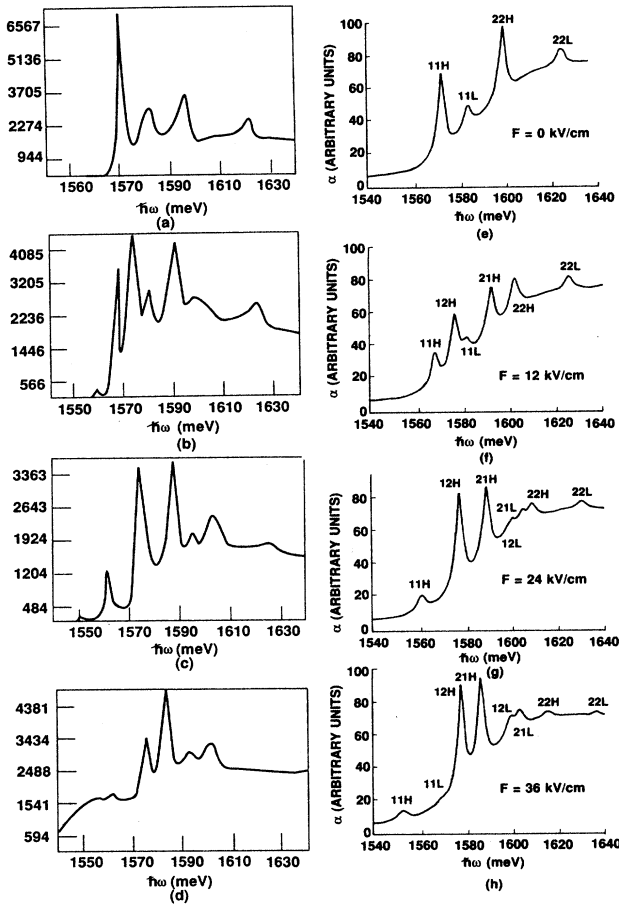 6567
5136
3705
2274
944
1560 1570 1590 1610 1630
ħω (meV)
(a)
4085
3205
2236
1446
566
1550 1570 1590 1610 1630
ħω (meV)
(b)
3363
2643
1924
1204
484
1550 1570 1590 1610 1630
ħω (meV)
(c)
4381
3434
2488
1541
594
1550 1570 1590 1610 1630
ħω (meV)
(d)
α (ARBITRARY UNITS)
100
80
60
40
20
0
11H
11L
22H
22L
F = 0 kV/cm
1540 1560 1580 1600 1620 1640
ħω (meV)
(e)
α (ARBITRARY UNITS)
100
80
60
40
20
0
11H
12H
11L
21H
22H
22L
F = 12 kV/cm
1540 1560 1580 1600 1620 1640
ħω (meV)
(f)
α (ARBITRARY UNITS)
80
60
40
20
0
11H
12H
21H
21L
12L
22H
22L
F = 24 kV/cm
1540 1560 1580 1600 1620 1640
ħω (meV)
(g)
α (ARBITRARY UNITS)
100
80
60
40
20
0
11H
11L
12H
21H
12L
21L
22H
22L
F = 36 kV/cm
1540 1560 1580 1600 1620 1640
ħω (meV)
(h)